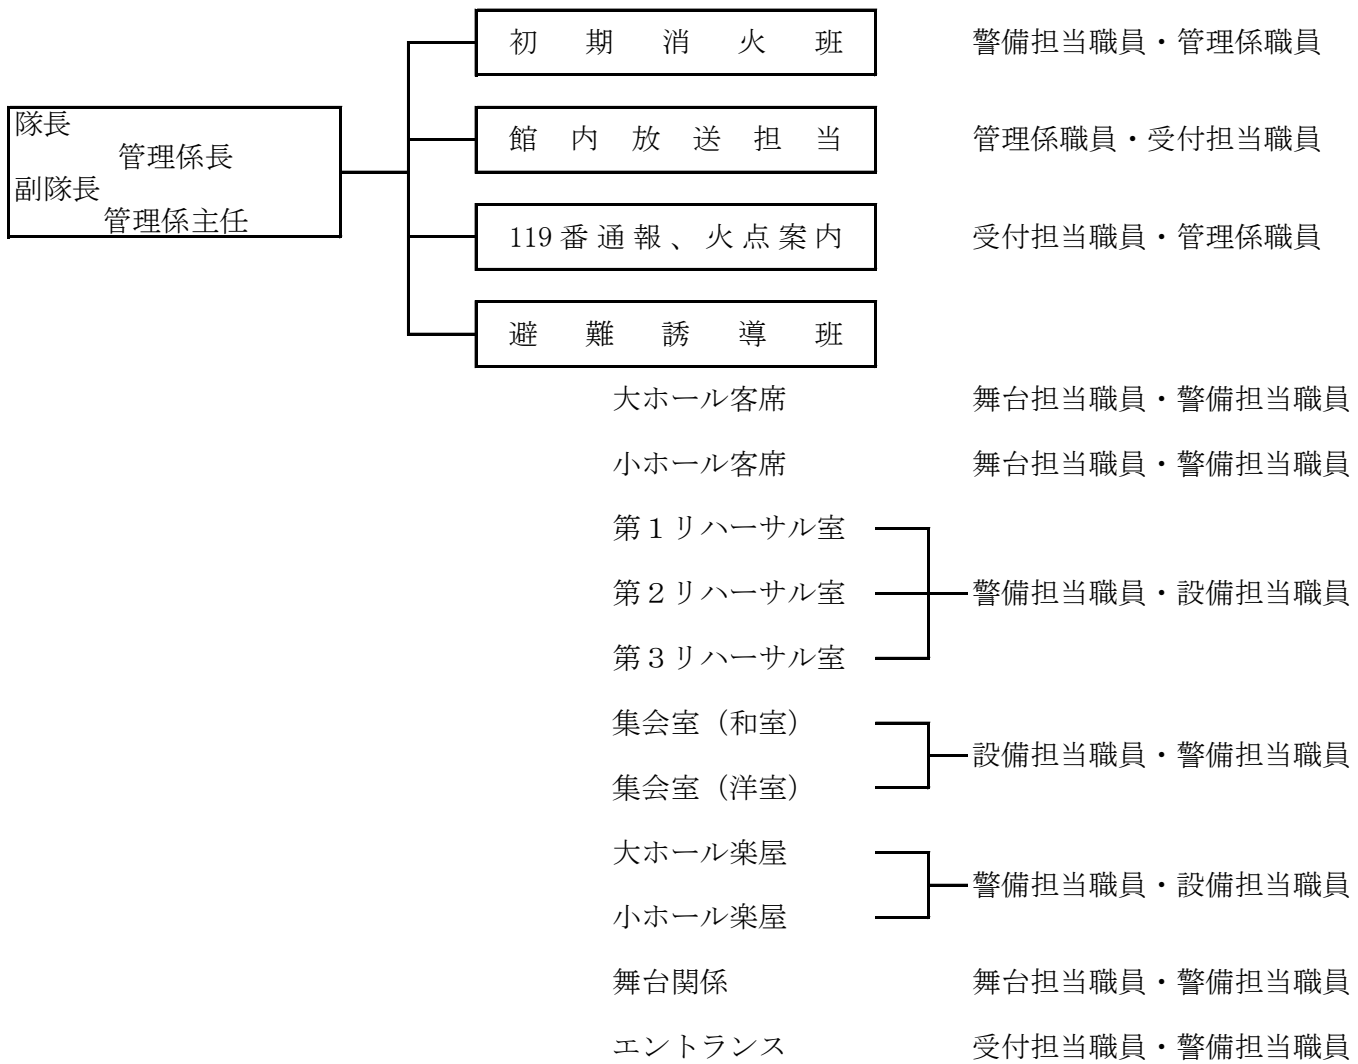 初期消火班 警備担当職員・管理係職員
隊長
管理係長
副隊長
管理係主任
館内放送担当 管理係職員・受付担当職員
119番通報、火点案内 受付担当職員・管理係職員
避難誘導班
大ホール客席 舞台担当職員・警備担当職員
小ホール客席 舞台担当職員・警備担当職員
第１リハーサル室
第２リハーサル室 警備担当職員・設備担当職員
第３リハーサル室
集会室（和室）
設備担当職員・警備担当職員
集会室（洋室）
大ホール楽屋
警備担当職員・設備担当職員
小ホール楽屋
舞台関係 舞台担当職員・警備担当職員
エントランス 受付担当職員・警備担当職員